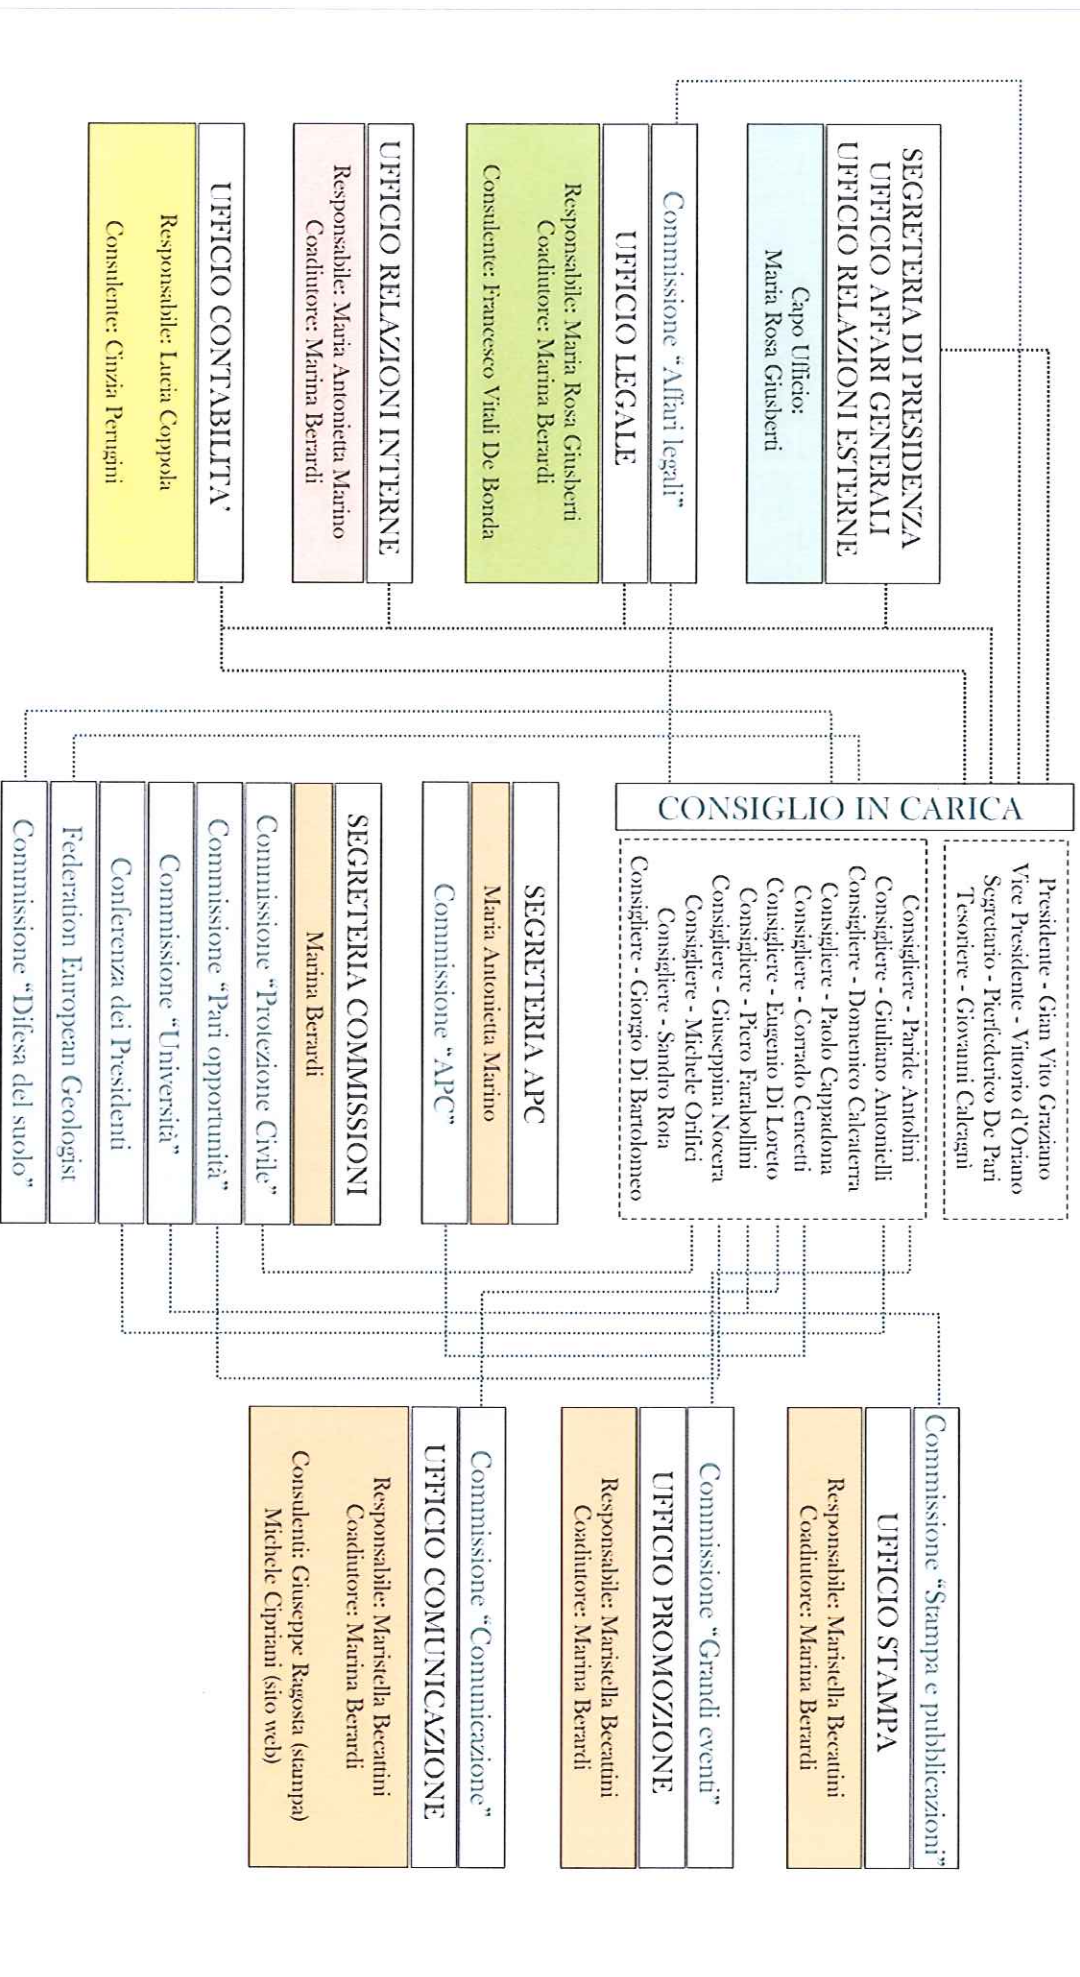 CONSIGLIO IN CARICA
Presidente - Gian Vito Graziano
Vice Presidente - Vittorio d'Oriano
Segretario - Pierfederico De Pari
Tesoriere - Giovanni Calcagnì
Consigliere - Paride Antolini
Consigliere - Giuliano Antonielli
Consigliere - Domenico Calcaterra
Consigliere - Paolo Cappadona
Consigliere - Corrado Cencetti
Consigliere - Eugenio Di Loreto
Consigliere - Piero Farabollini
Consigliere - Giuseppina Nocera
Consigliere - Michele Orifici
Consigliere - Sandro Rota
Consigliere - Giorgio Di Bartolomeo
SEGRETERIA DI PRESIDENZA
UFFICIO AFFARI GENERALI
UFFICIO RELAZIONI ESTERNE
Capo Ufficio:
Maria Rosa Giusberti
Commissione “Affari legali”
UFFICIO LEGALE
Responsabile: Maria Rosa Giusberti
Coadiutore: Marina Berardi
Consulente: Francesco Vitali De Bonda
UFFICIO RELAZIONI INTERNE
Responsabile: Maria Antonietta Marino
Coadiutore: Marina Berardi
UFFICIO CONTABILITA’
Responsabile: Lucia Coppola
Consulente: Cinzia Perugini
SEGRETERIA APC
Maria Antonietta Marino
Commissione “APC”
SEGRETERIA COMMISSIONI
Marina Berardi
Commissione “Protezione Civile”
Commissione “Pari opportunità”
Commissione “Università”
Conferenza dei Presidenti
Federation European Geologist
Commissione “Difesa del suolo”
Commissione “Stampa e pubblicazioni”
UFFICIO STAMPA
Responsabile: Maristella Becattini
Coadiutore: Marina Berardi
Commissione “Grandi eventi”
UFFICIO PROMOZIONE
Responsabile: Maristella Becattini
Coadiutore: Marina Berardi
Commissione “Comunicazione”
UFFICIO COMUNICAZIONE
Responsabile: Maristella Becattini
Coadiutore: Marina Berardi
Consulenti: Giuseppe Ragosta (stampa)
Michele Cipriani (sito web)